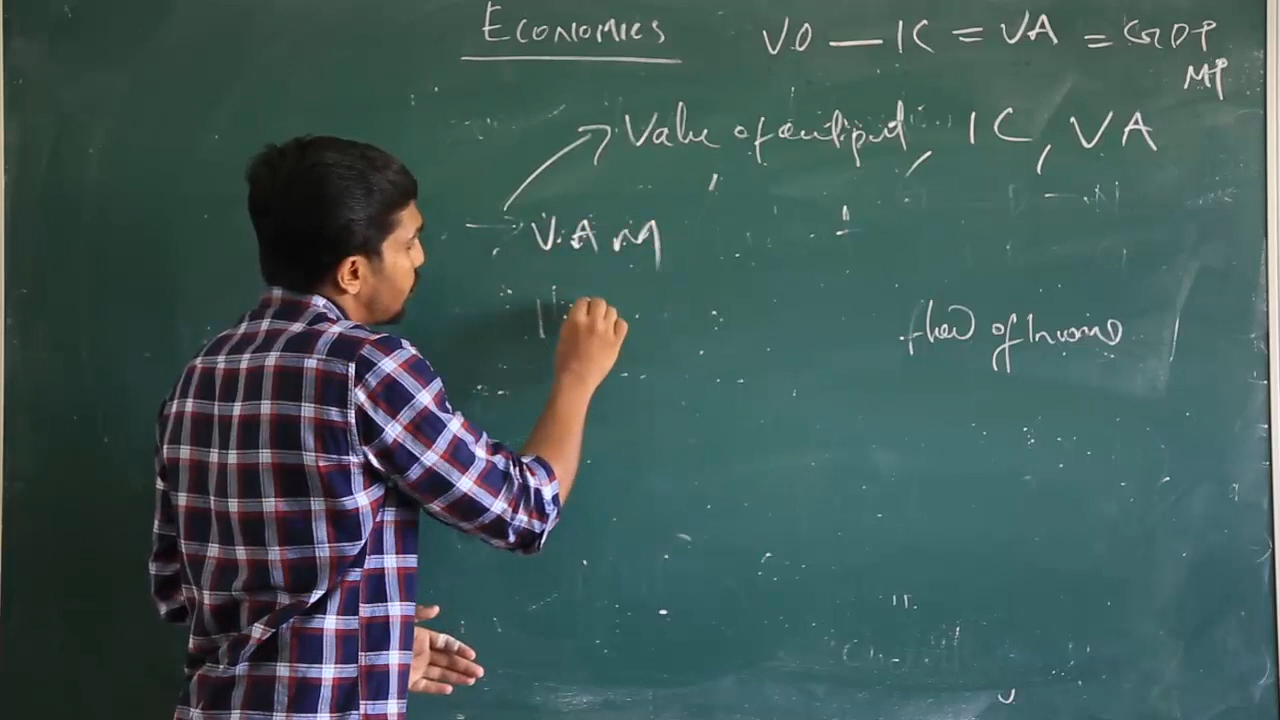 Economics
VO — IC = VA = GDP
MP
Value of output, IC, VA
→ V.A M
flow of Income